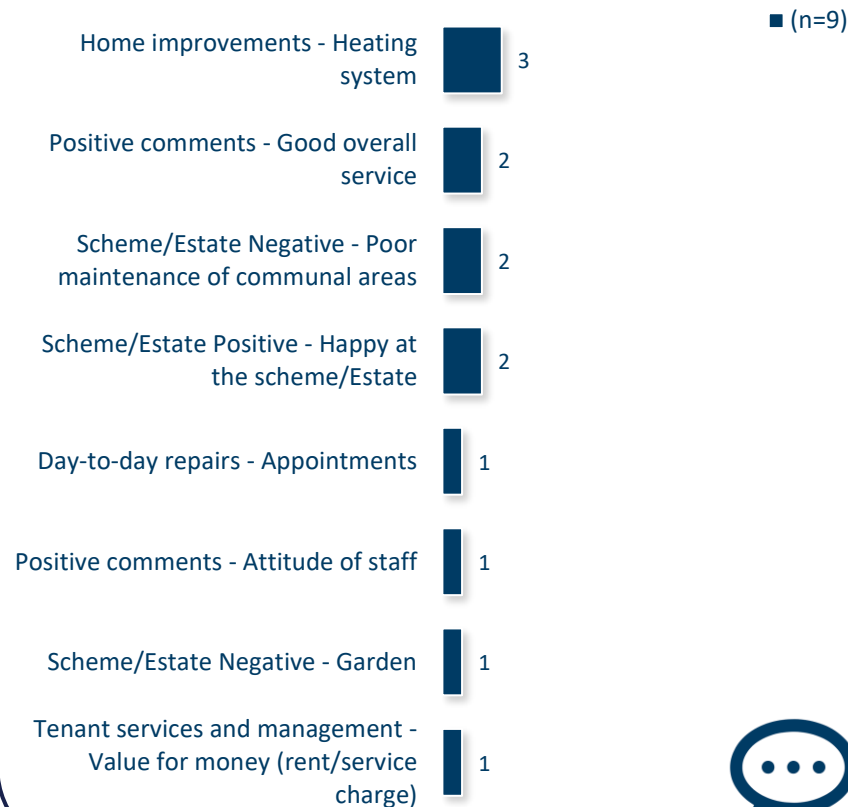 (n=9)
Home improvements - Heating
system
3
Positive comments - Good overall
service
2
Scheme/Estate Negative - Poor
maintenance of communal areas
2
Scheme/Estate Positive - Happy at
the scheme/Estate
2
Day-to-day repairs - Appointments
1
Positive comments - Attitude of staff
1
Scheme/Estate Negative - Garden
1
Tenant services and management -
Value for money (rent/service
charge)
1